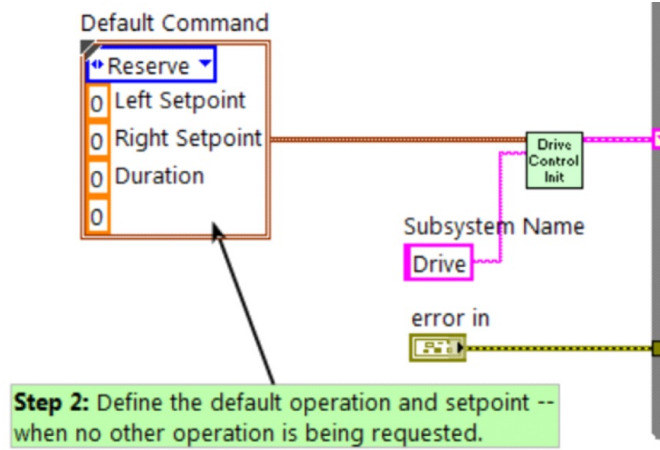 Default Command
Reserve
0 Left Setpoint
0 Right Setpoint
0 Duration
0
Drive
Control
Init
Subsystem Name
Drive
error in
Step 2: Define the default operation and setpoint --
when no other operation is being requested.